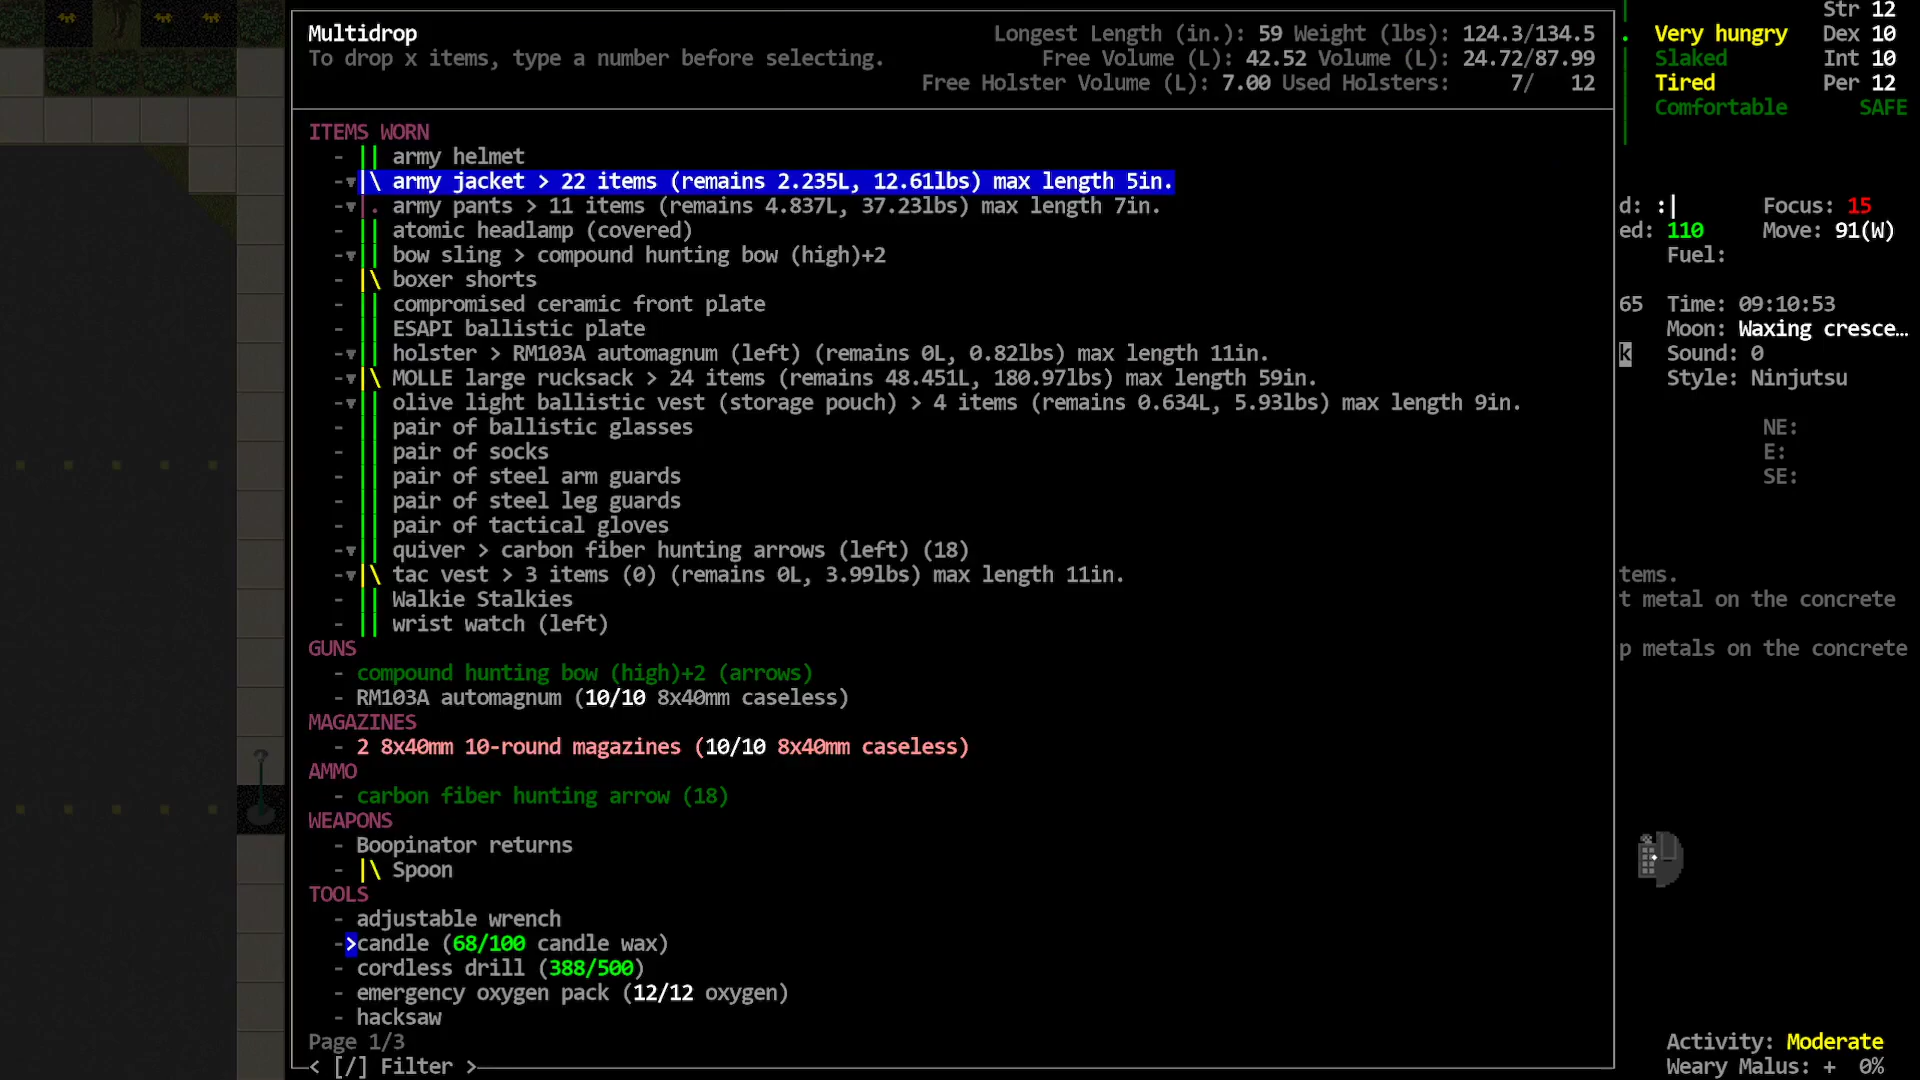 Multidrop
Longest Length (in.): 59 Weight (lbs): 124.3/134.5
To drop x items, type a number before selecting.
Free Volume (L): 42.52 Volume (L): 24.72/87.99
Free Holster Volume (L): 7.00 Used Holsters: 7/ 12
ITEMS WORN
- || army helmet
-▾|\ army jacket > 22 items (remains 2.235L, 12.61lbs) max length 5in.
-▾|. army pants > 11 items (remains 4.837L, 37.23lbs) max length 7in.
- || atomic headlamp (covered)
-▾|| bow sling > compound hunting bow (high)+2
- |\ boxer shorts
- || compromised ceramic front plate
- || ESAPI ballistic plate
-▾|| holster > RM103A automagnum (left) (remains 0L, 0.82lbs) max length 11in.
-▾|\ MOLLE large rucksack > 24 items (remains 48.451L, 180.97lbs) max length 59in.
-▾|| olive light ballistic vest (storage pouch) > 4 items (remains 0.634L, 5.93lbs) max length 9in.
- || pair of ballistic glasses
- || pair of socks
- || pair of steel arm guards
- || pair of steel leg guards
- || pair of tactical gloves
-▾|| quiver > carbon fiber hunting arrows (left) (18)
-▾|\ tac vest > 3 items (0) (remains 0L, 3.99lbs) max length 11in.
- || Walkie Stalkies
- || wrist watch (left)
GUNS
- compound hunting bow (high)+2 (arrows)
- RM103A automagnum (10/10 8x40mm caseless)
MAGAZINES
- 2 8x40mm 10-round magazines (10/10 8x40mm caseless)
AMMO
- carbon fiber hunting arrow (18)
WEAPONS
- Boopinator returns
- |\ Spoon
TOOLS
- adjustable wrench
->candle (68/100 candle wax)
- cordless drill (388/500)
- emergency oxygen pack (12/12 oxygen)
- hacksaw
Page 1/3
< [/] Filter >
Str 12
. Very hungry Dex 10
Slaked Int 10
Tired Per 12
Comfortable SAFE
d: :| Focus: 15
ed: 110 Move: 91(W)
Fuel:
65 Time: 09:10:53
Moon: Waxing cresce…
k Sound: 0
Style: Ninjutsu
NE:
E:
SE:
tems.
t metal on the concrete
p metals on the concrete
Activity: Moderate
Weary Malus: + 0%